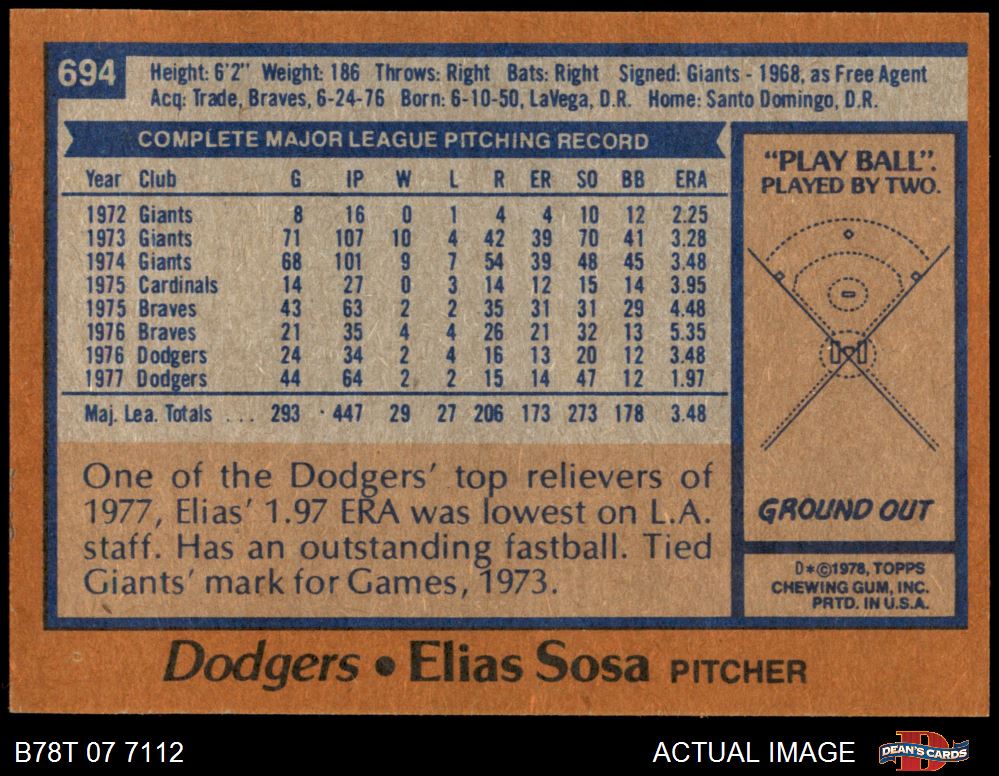 694
Height: 6'2" Weight: 186 Throws: Right Bats: Right Signed: Giants - 1968, as Free Agent
Acq: Trade, Braves, 6-24-76 Born: 6-10-50, LaVega, D.R. Home: Santo Domingo, D.R.
COMPLETE MAJOR LEAGUE PITCHING RECORD
Year Club G IP W L R ER SO BB ERA
1972 Giants 8 16 0 1 4 4 10 12 2.25
1973 Giants 71 107 10 4 42 39 70 41 3.28
1974 Giants 68 101 9 7 54 39 48 45 3.48
1975 Cardinals 14 27 0 3 14 12 15 14 3.95
1975 Braves 43 63 2 2 35 31 31 29 4.48
1976 Braves 21 35 4 4 26 21 32 13 5.35
1976 Dodgers 24 34 2 4 16 13 20 12 3.48
1977 Dodgers 44 64 2 2 15 14 47 12 1.97
Maj. Lea. Totals ... 293 447 29 27 206 173 273 178 3.48
One of the Dodgers' top relievers of
1977, Elias' 1.97 ERA was lowest on L.A.
staff. Has an outstanding fastball. Tied
Giants' mark for Games, 1973.
"PLAY BALL".
PLAYED BY TWO.
GROUND OUT
D*©1978, TOPPS
CHEWING GUM, INC.
PRTD. IN U.S.A.
Dodgers • Elias Sosa PITCHER
B78T 07 7112
ACTUAL IMAGE
D
DEAN'S CARDS